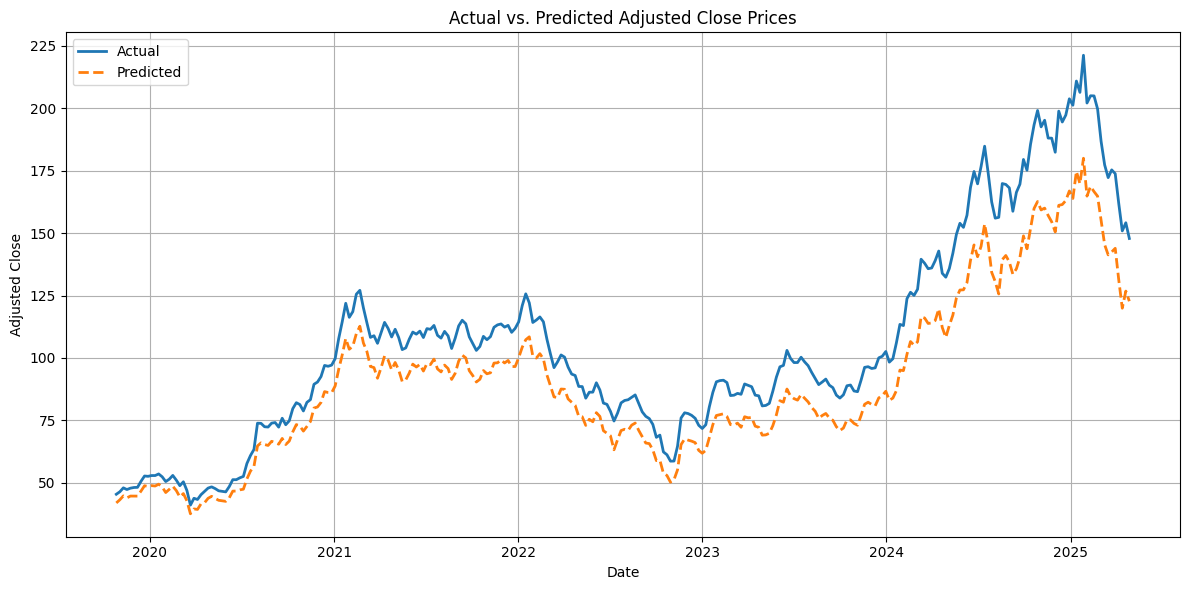 Actual vs. Predicted Adjusted Close Prices
Actual
Predicted
Adjusted Close
225
200
175
150
125
100
75
50
2020
2021
2022
2023
2024
2025
Date